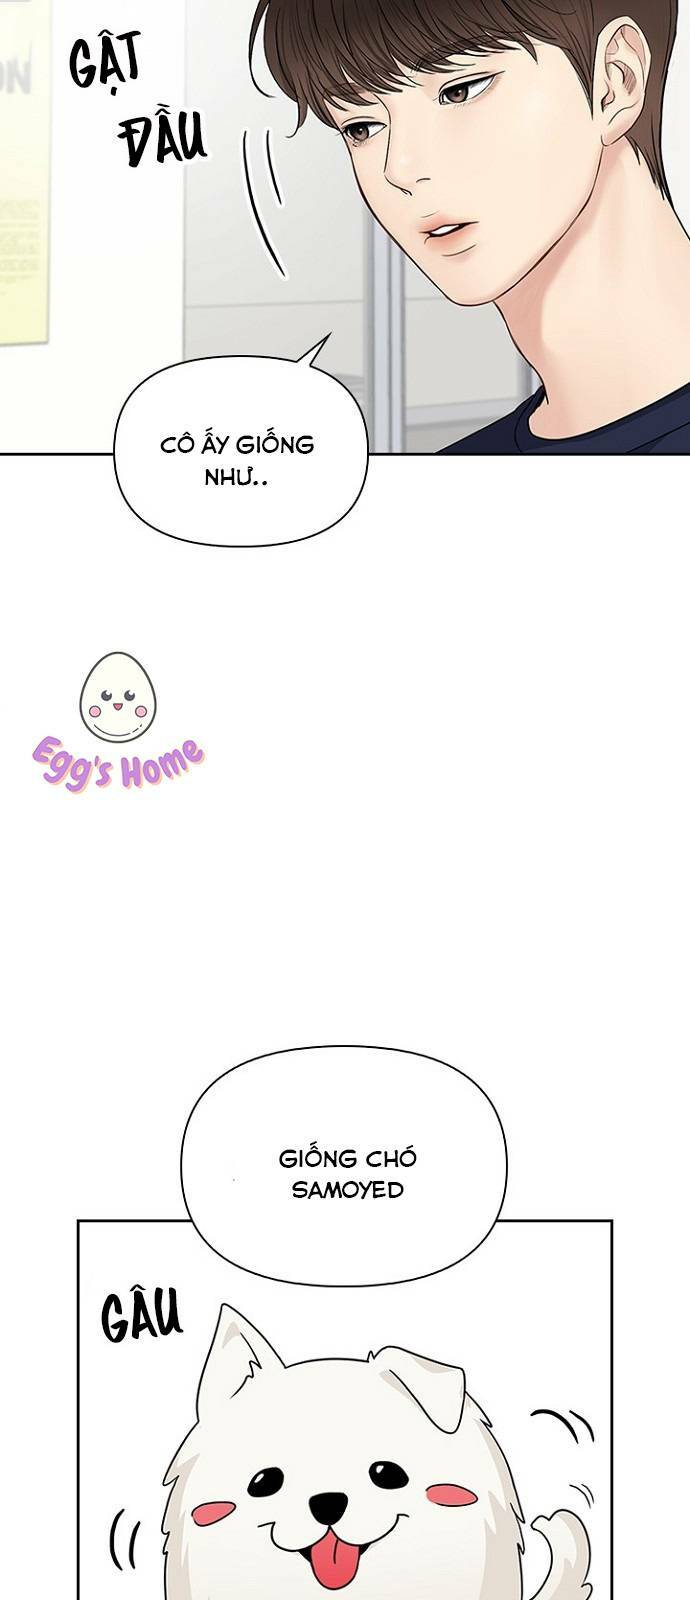 GẬT
ĐẦU
CÔ ẤY GIỐNG
NHƯ..
Egg's Home
GIỐNG CHÓ
SAMOYED
GÂU